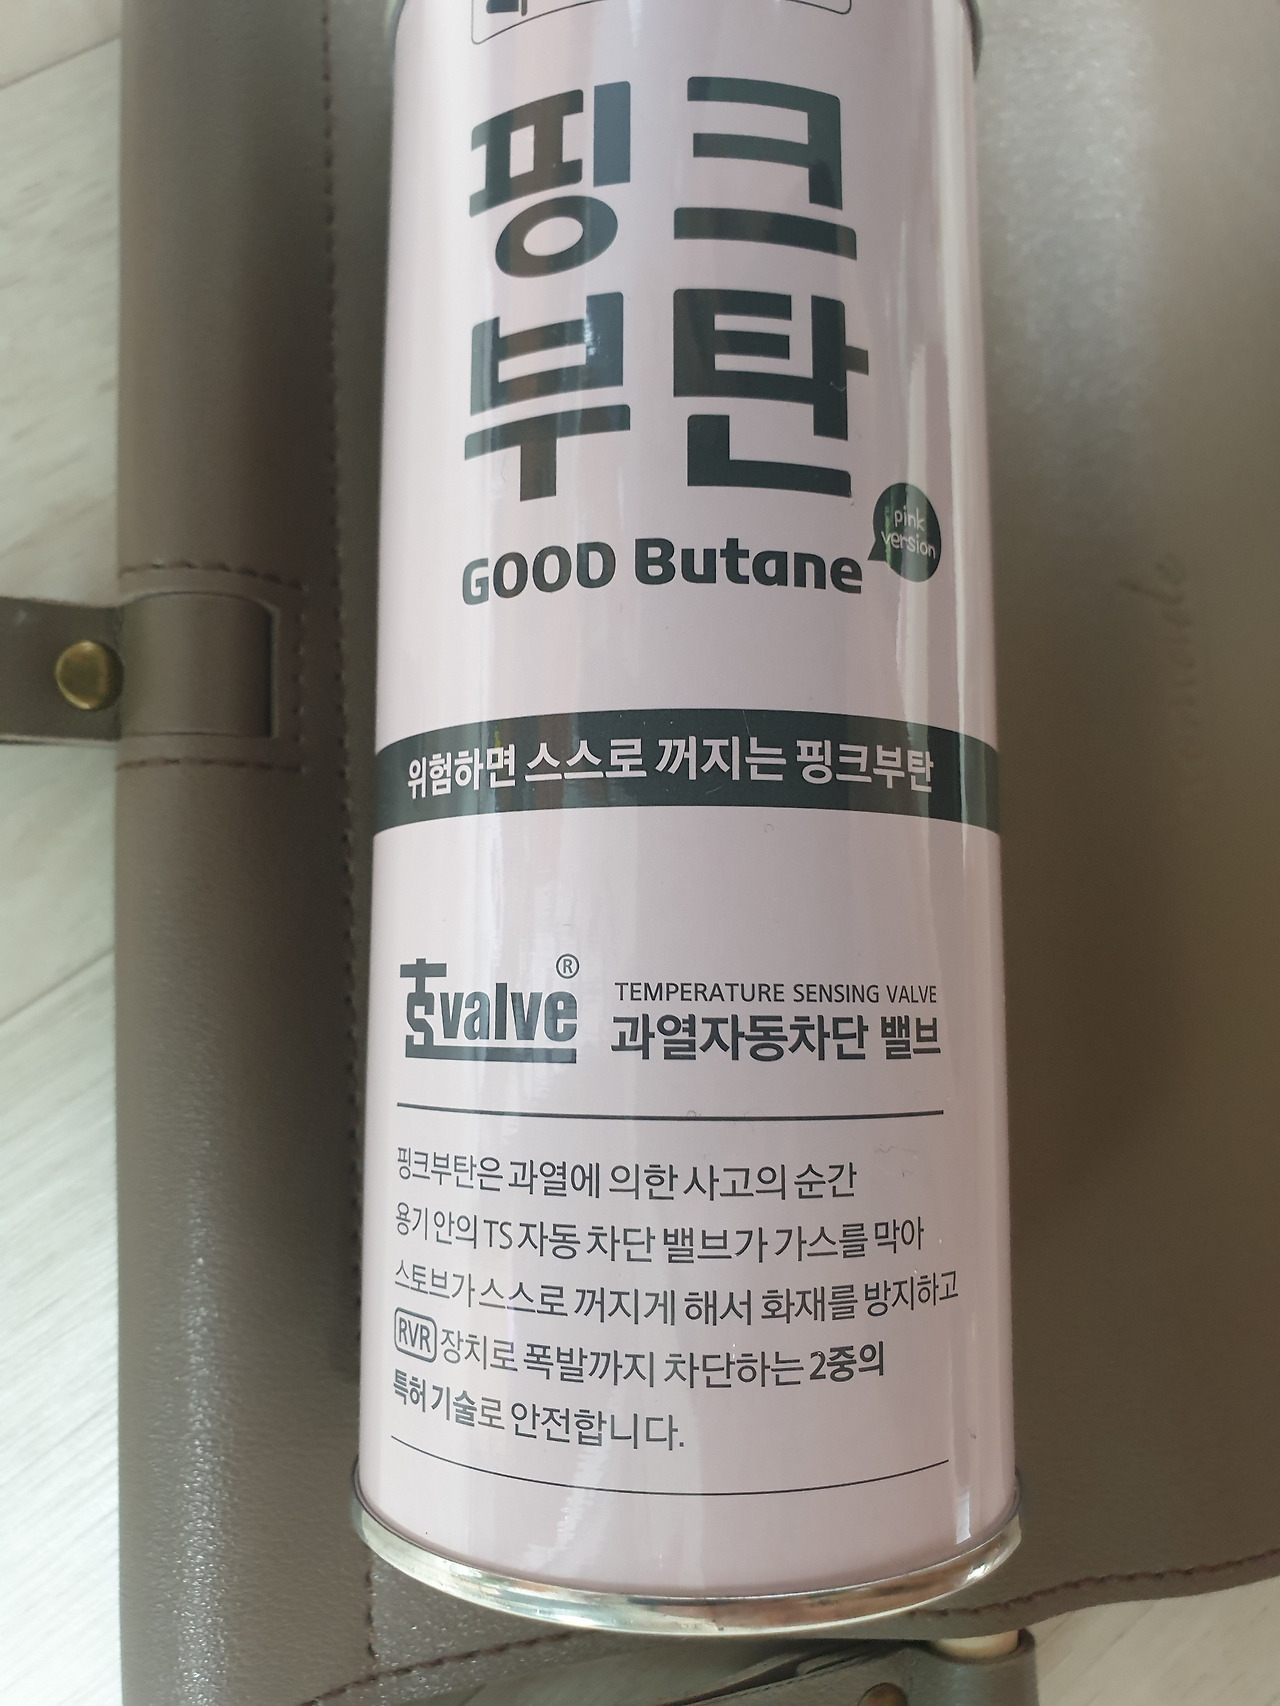 핑크
부탄
GOOD Butane
pink
version
위험하면 스스로 꺼지는 핑크부탄
TSvalve®
TEMPERATURE SENSING VALVE
과열자동차단 밸브
핑크부탄은 과열에 의한 사고의 순간
용기 안의 TS 자동 차단 밸브가 가스를 막아
스토브가 스스로 꺼지게 해서 화재를 방지하고
RVR 장치로 폭발까지 차단하는 2중의
특허 기술로 안전합니다.